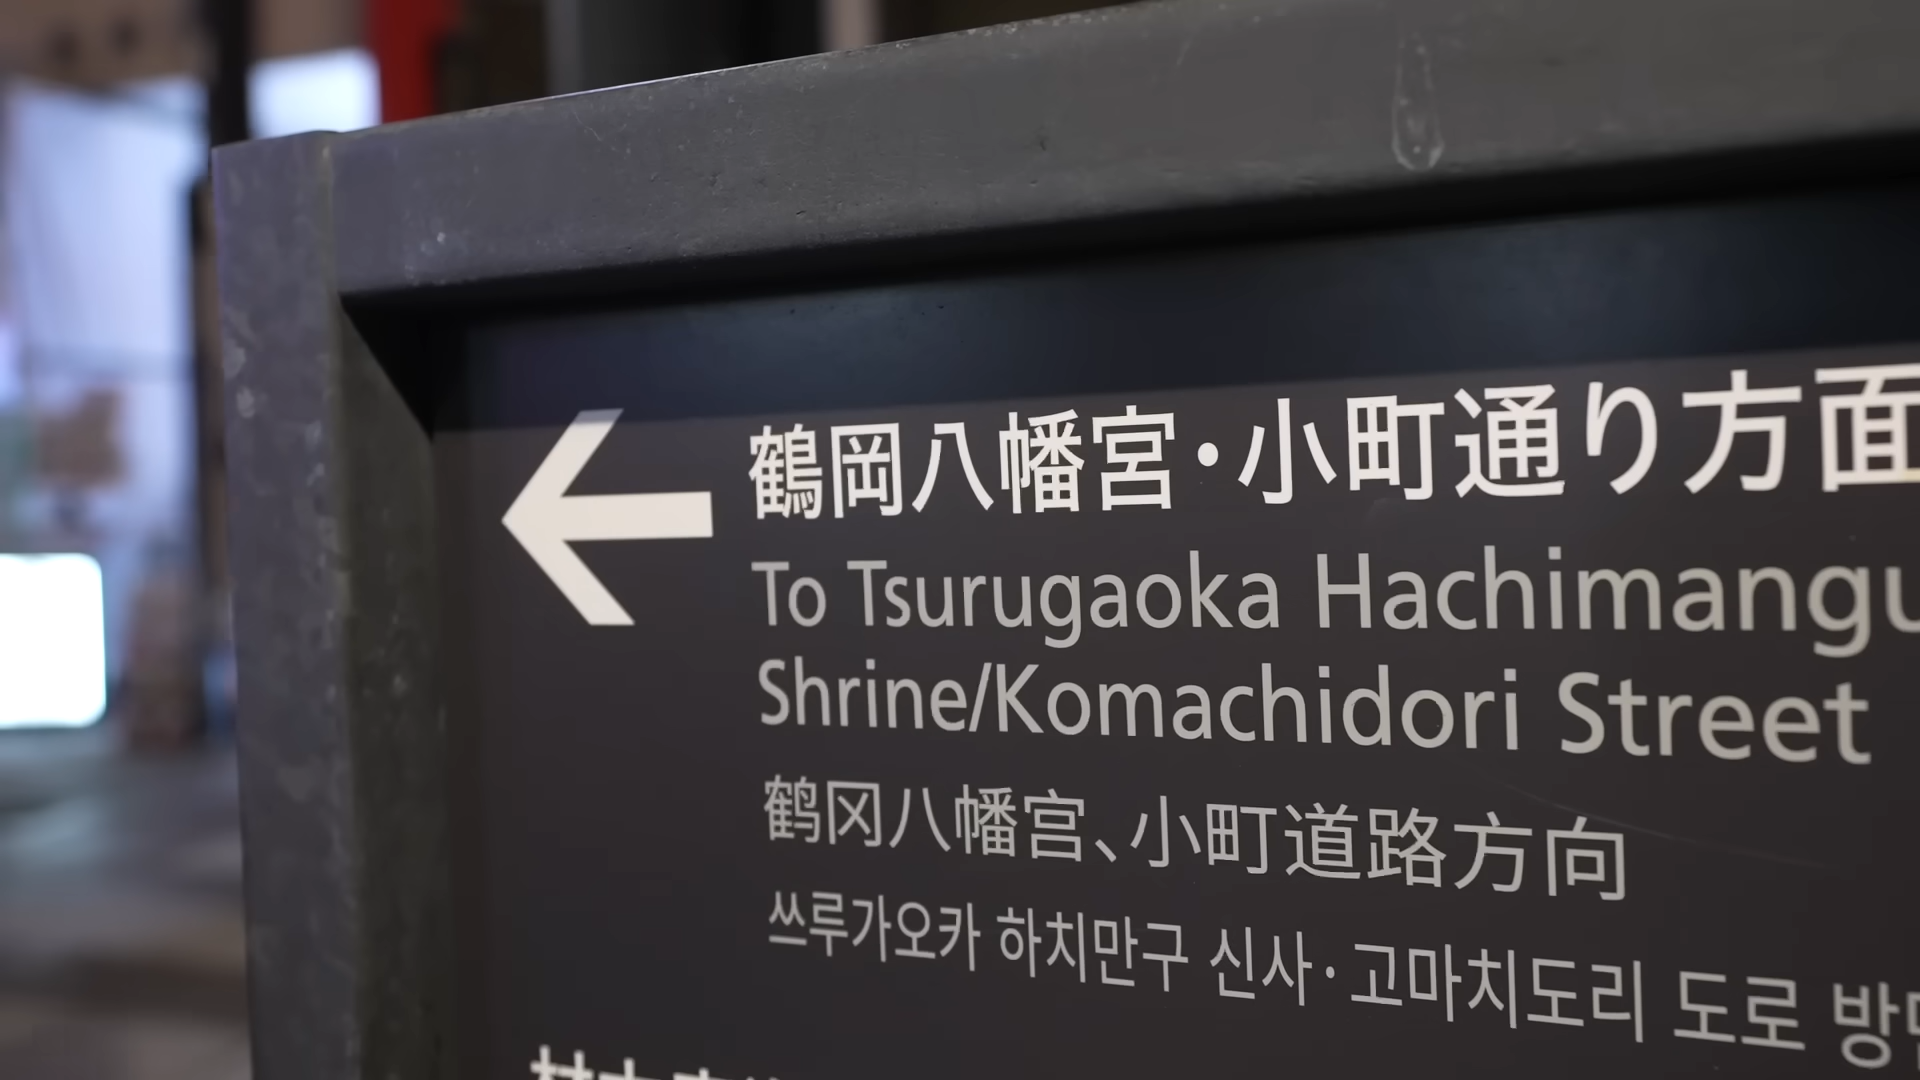 鶴岡八幡宮・小町通り方面
To Tsurugaoka Hachimangu
Shrine/Komachidori Street
鹤冈八幡宫、小町道路方向
쓰루가오카 하치만구 신사·고마치도리 도로 방면